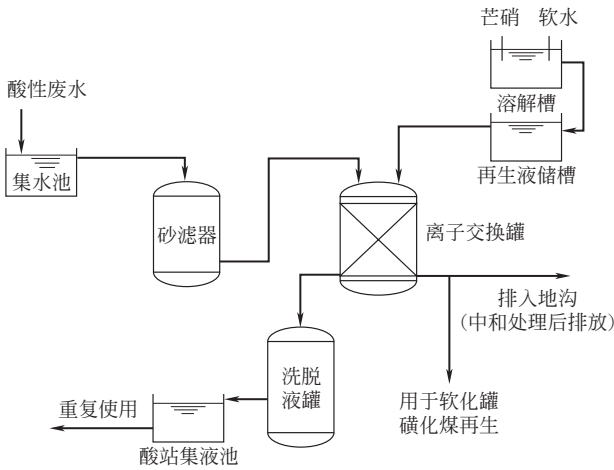 芒硝 软水
酸性废水
溶解槽
集水池
再生液储槽
砂滤器
离子交换罐
排入地沟
(中和处理后排放)
洗脱
液罐
用于软化罐
磺化煤再生
重复使用
酸站集液池